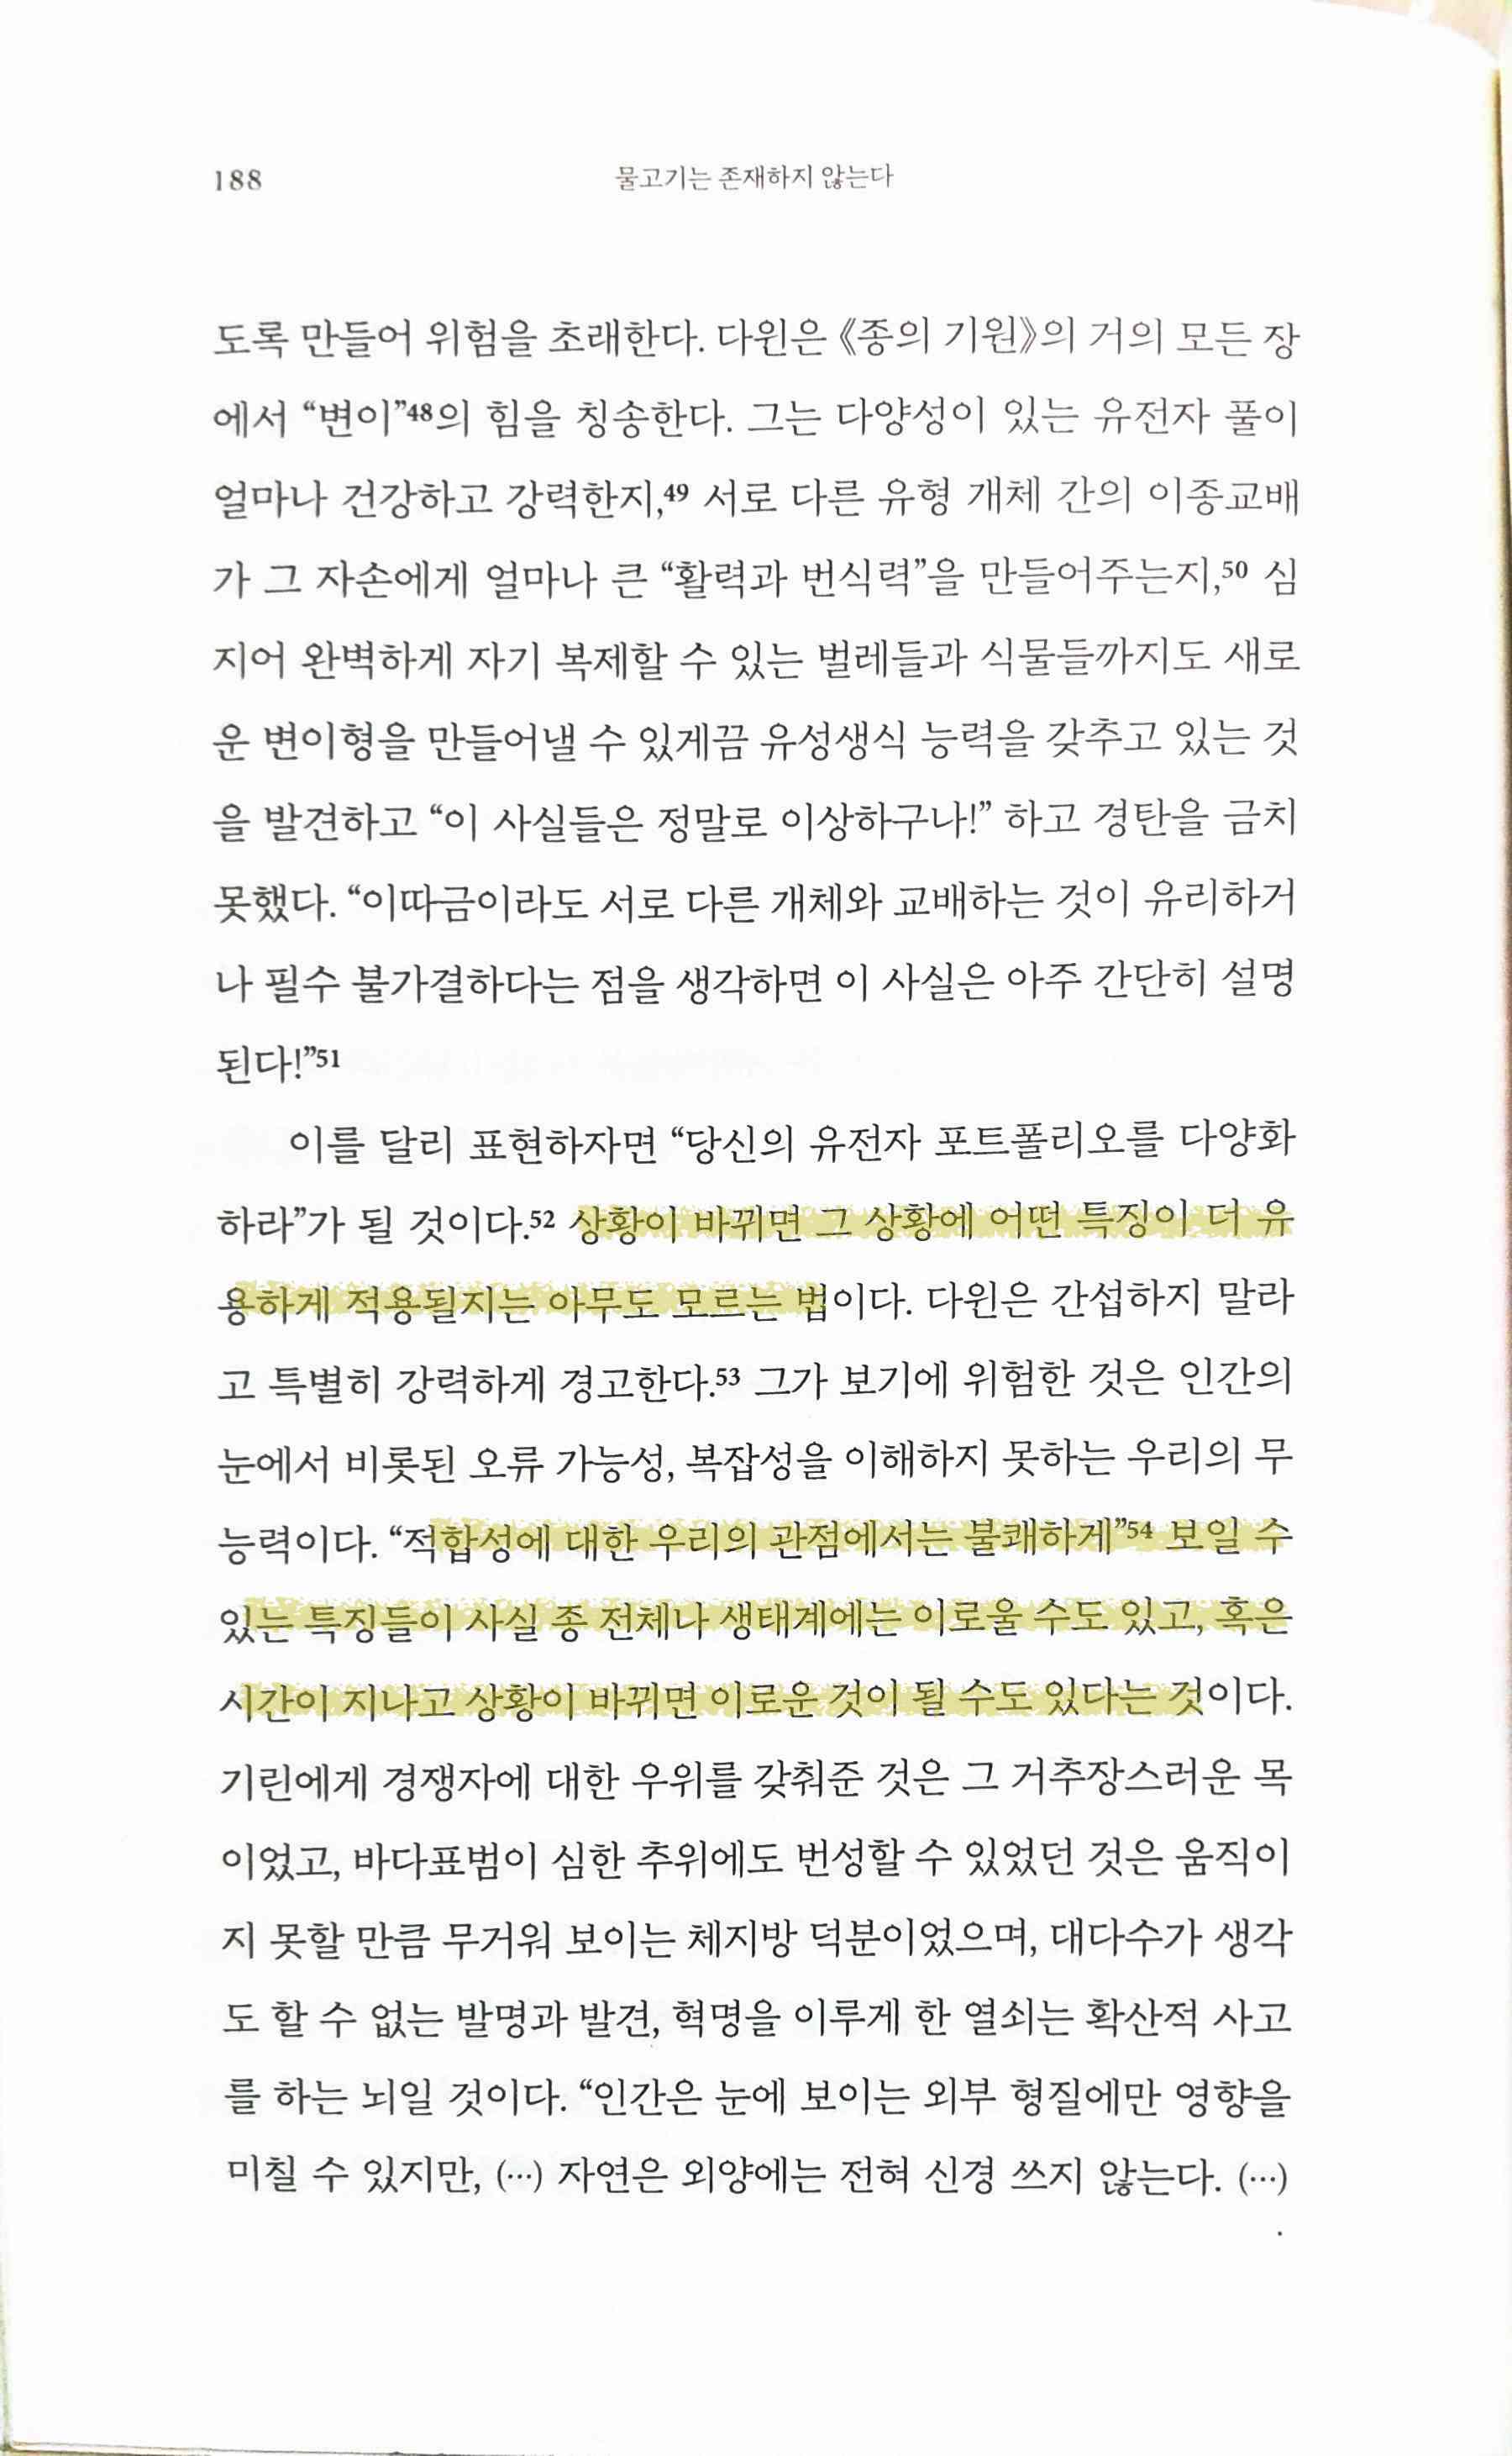 188
물고기는 존재하지 않는다
도록 만들어 위험을 초래한다. 다윈은 《종의 기원》의 거의 모든 장
에서 “변이”48의 힘을 칭송한다. 그는 다양성이 있는 유전자 풀이
얼마나 건강하고 강력한지,49 서로 다른 유형 개체 간의 이종교배
가 그 자손에게 얼마나 큰 “활력과 번식력”을 만들어주는지,50 심
지어 완벽하게 자기 복제할 수 있는 벌레들과 식물들까지도 새로
운 변이형을 만들어낼 수 있게끔 유성생식 능력을 갖추고 있는 것
을 발견하고 “이 사실들은 정말로 이상하구나!” 하고 경탄을 금치
못했다. “이따금이라도 서로 다른 개체와 교배하는 것이 유리하거
나 필수 불가결하다는 점을 생각하면 이 사실은 아주 간단히 설명
된다!”51
이를 달리 표현하자면 “당신의 유전자 포트폴리오를 다양화
하라”가 될 것이다.52 상황이 바뀌면 그 상황에 어떤 특징이 더 유
용하게 적용될지는 아무도 모르는 법이다. 다윈은 간섭하지 말라
고 특별히 강력하게 경고한다.53 그가 보기에 위험한 것은 인간의
눈에서 비롯된 오류 가능성, 복잡성을 이해하지 못하는 우리의 무
능력이다. “적합성에 대한 우리의 관점에서는 불쾌하게”54 보일 수
있는 특징들이 사실 종 전체나 생태계에는 이로울 수도 있고, 혹은
시간이 지나고 상황이 바뀌면 이로운 것이 될 수도 있다는 것이다.
기린에게 경쟁자에 대한 우위를 갖춰준 것은 그 거추장스러운 목
이었고, 바다표범이 심한 추위에도 번성할 수 있었던 것은 움직이
지 못할 만큼 무거워 보이는 체지방 덕분이었으며, 대다수가 생각
도 할 수 없는 발명과 발견, 혁명을 이루게 한 열쇠는 확산적 사고
를 하는 뇌일 것이다. “인간은 눈에 보이는 외부 형질에만 영향을
미칠 수 있지만, (…) 자연은 외양에는 전혀 신경 쓰지 않는다. (…)